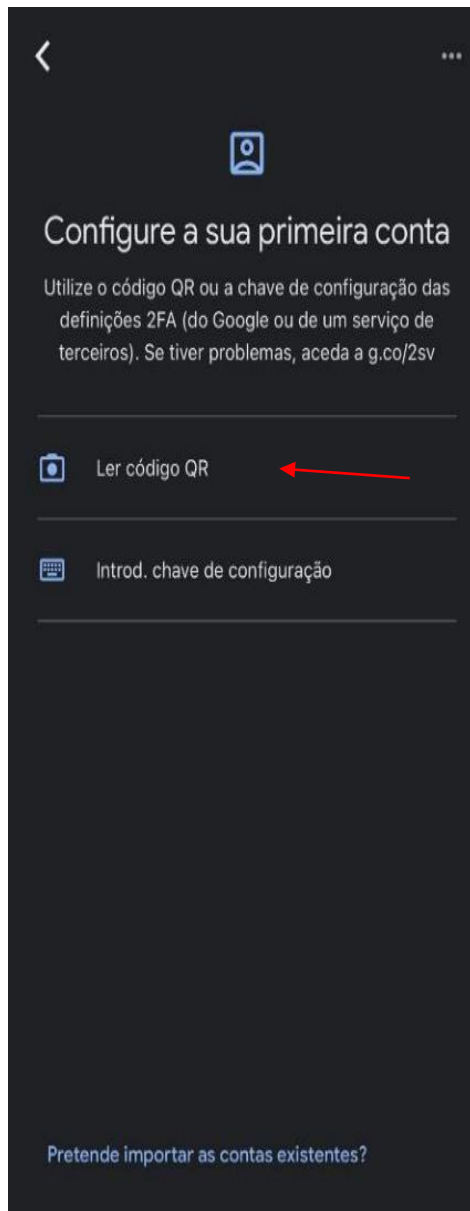 Configure a sua primeira conta
Utilize o código QR ou a chave de configuração das
definições 2FA (do Google ou de um serviço de
terceiros). Se tiver problemas, aceda a g.co/2sv
Ler código QR
Introd. chave de configuração
Pretende importar as contas existentes?